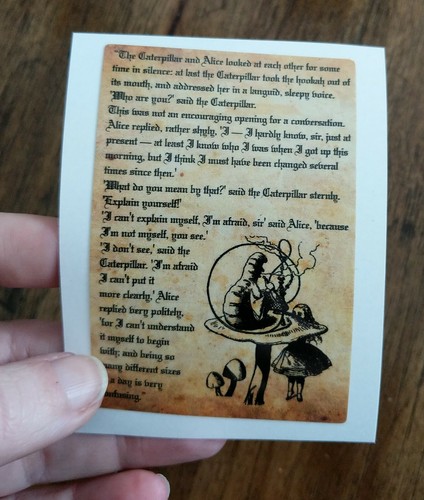 "The Caterpillar and Alice looked at each other for some
time in silence: at last the Caterpillar took the hookah out of
its mouth, and addressed her in a languid, sleepy voice.
'Who are you?' said the Caterpillar.
This was not an encouraging opening for a conversation.
Alice replied, rather shyly, 'I — I hardly know, sir, just at
present — at least I know who I was when I got up this
morning, but I think I must have been changed several
times since then.'
'What do you mean by that?' said the Caterpillar sternly.
'Explain yourself!'
'I can't explain myself, I'm afraid, sir' said Alice, 'because
I'm not myself, you see.'
'I don't see,' said the
Caterpillar. 'I'm afraid
I can't put it
more clearly,' Alice
replied very politely,
'for I can't understand
it myself to begin
with; and being so
many different sizes
a day is very
confusing."